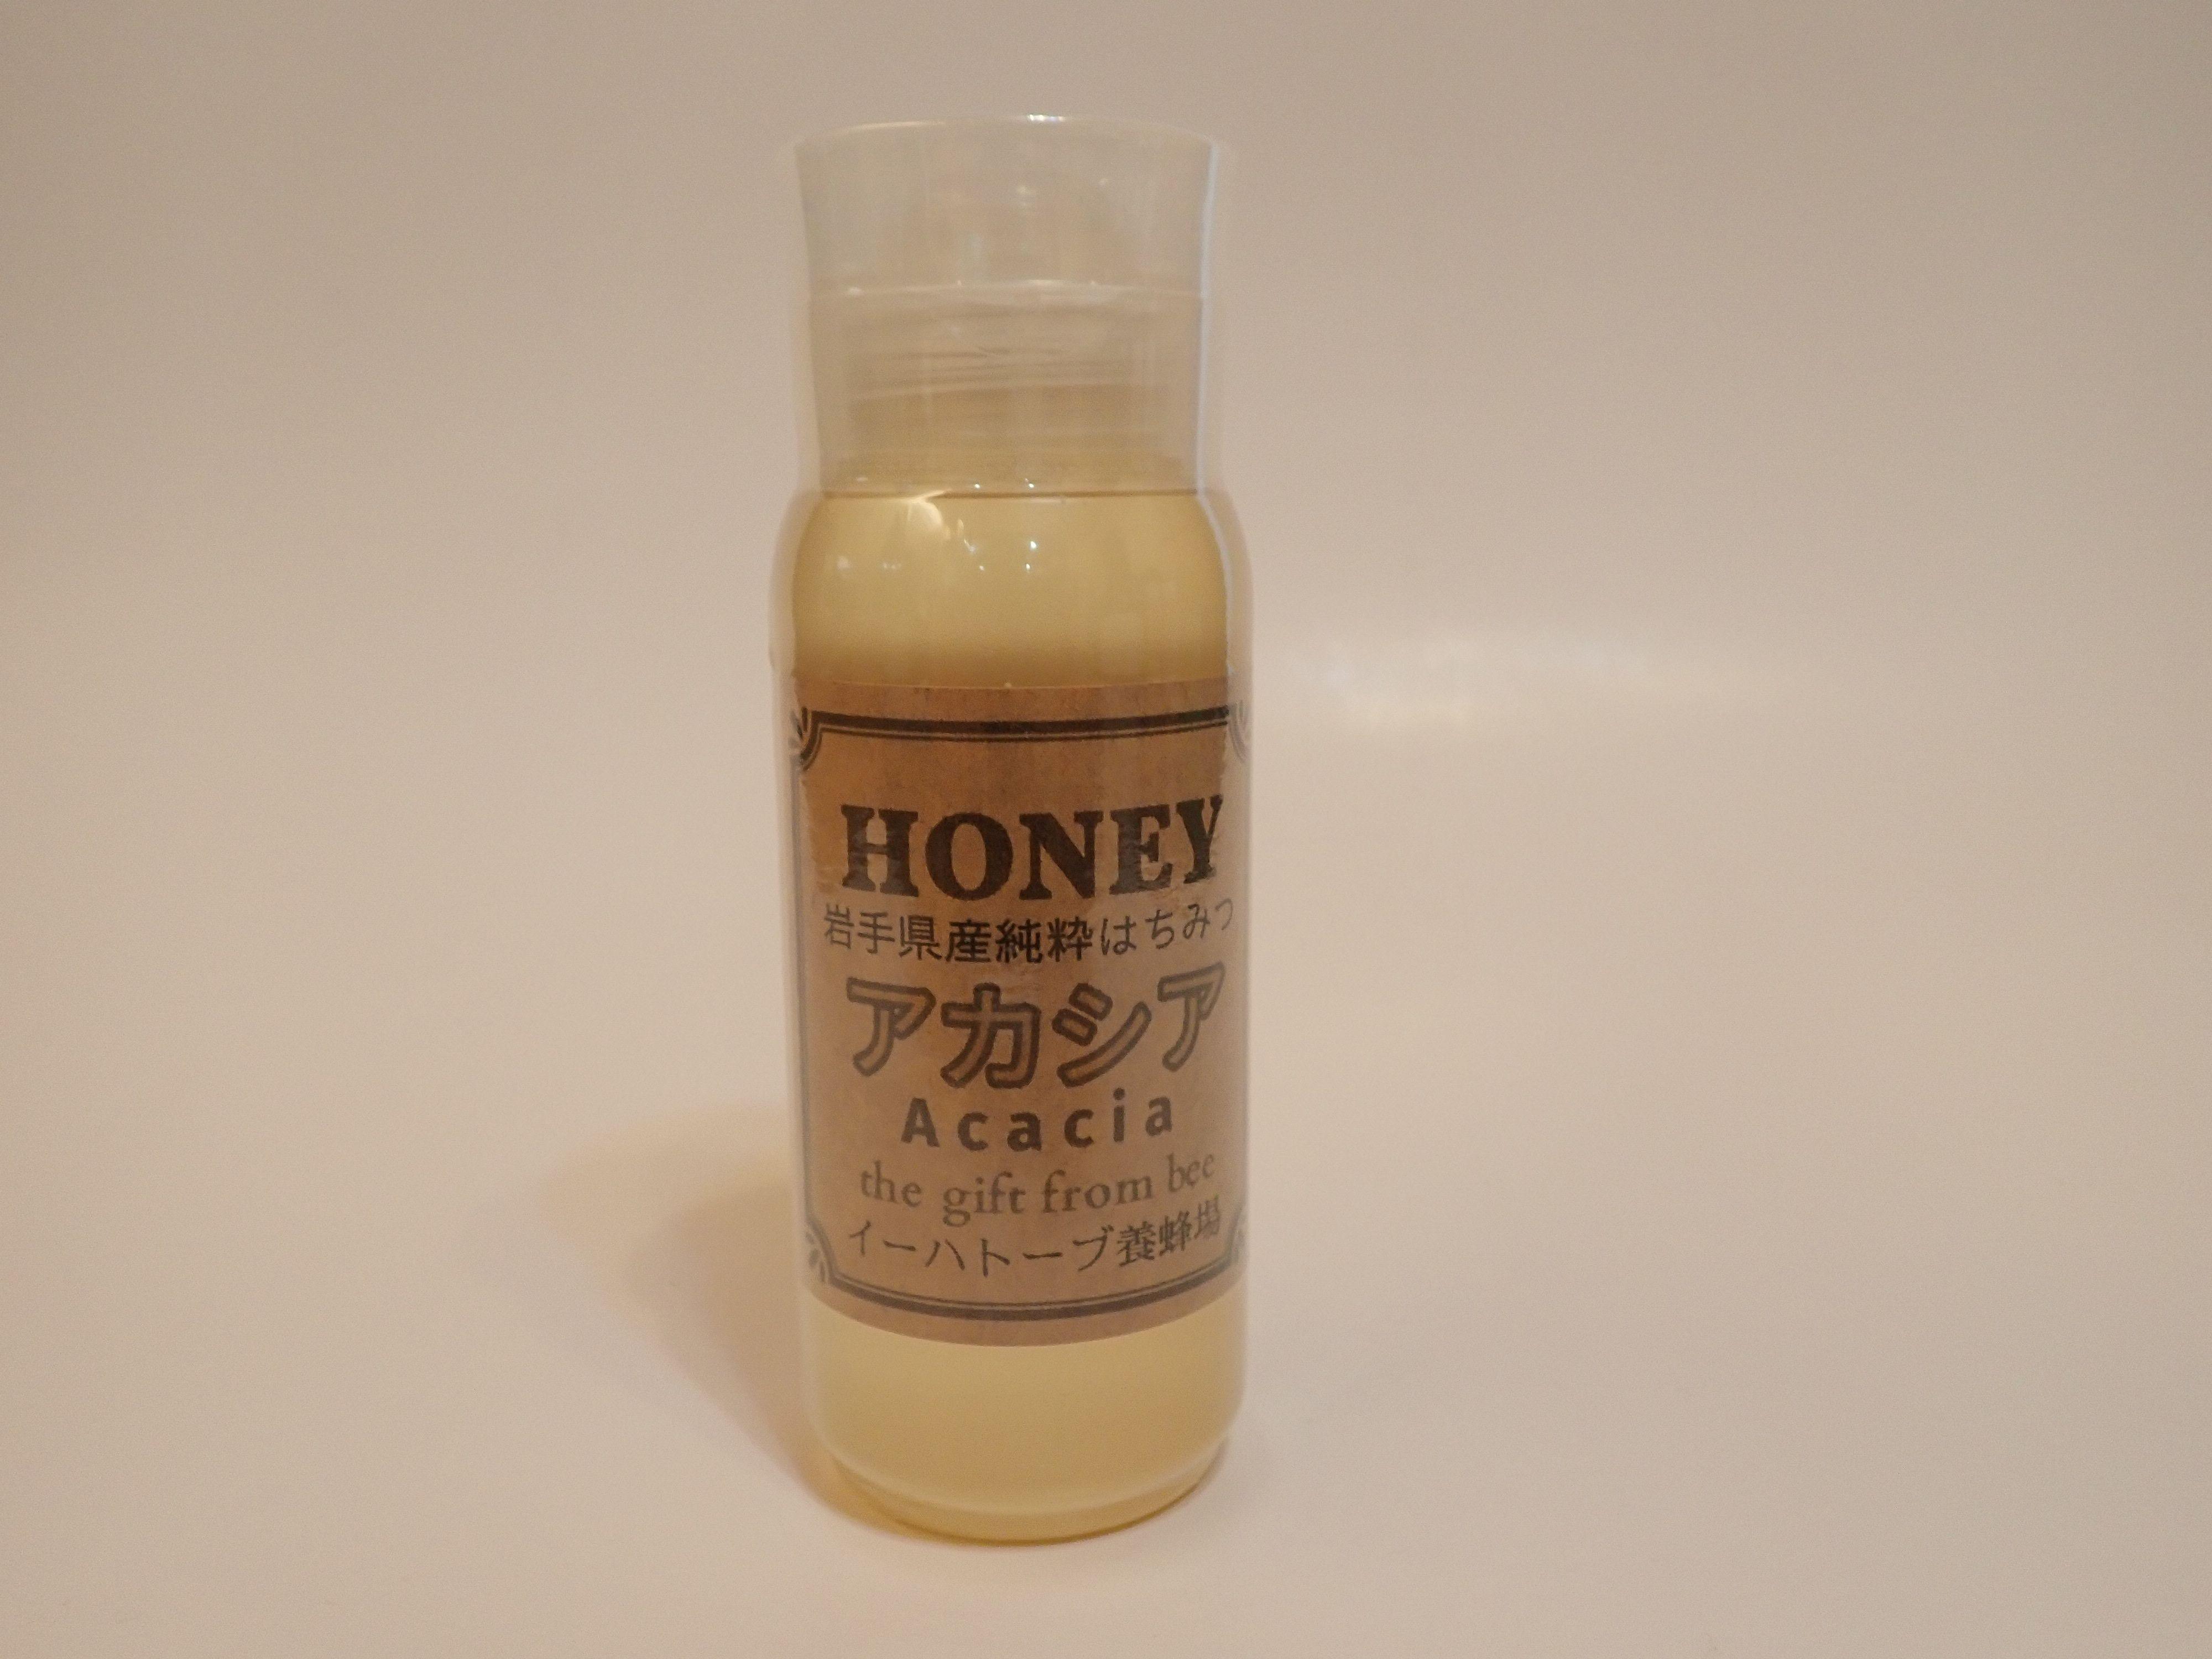 HONEY
岩手県産純粋はちみつ
アカシア
Acacia
the gift from bee
イーハトーブ養蜂場